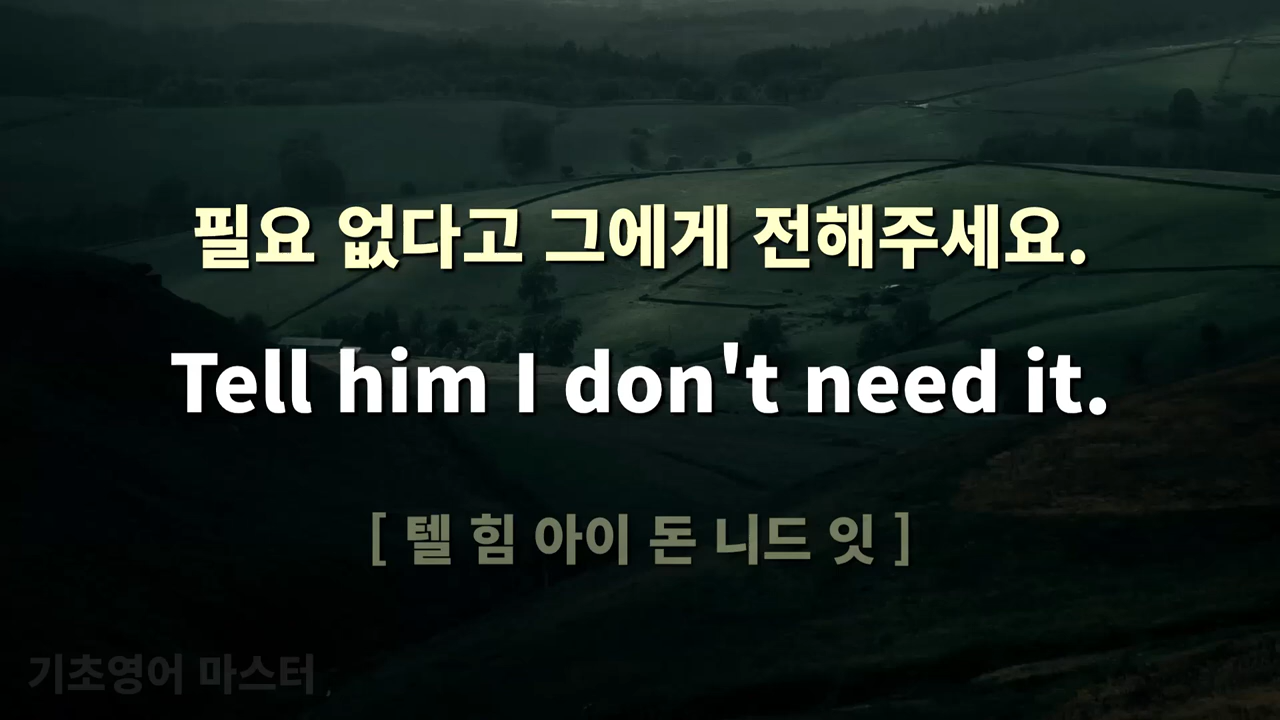 필요 없다고 그에게 전해주세요.
Tell him I don't need it.
[ 텔 힘 아이 돈 니드 잇 ]
기초영어 마스터